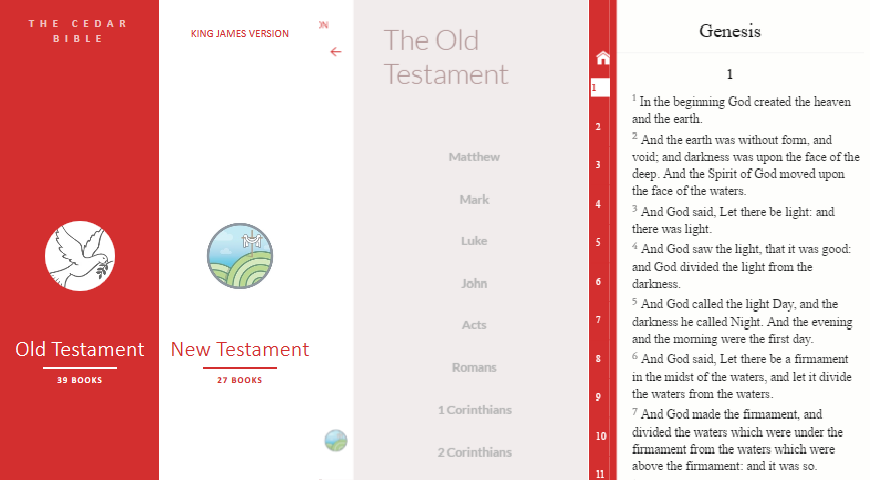 THE CEDAR
BIBLE
Old Testament
39 BOOKS
KING JAMES VERSION
New Testament
27 BOOKS
The Old
Testament
Matthew
Mark
Luke
John
Acts
Romans
1 Corinthians
2 Corinthians
1
2
3
4
5
6
7
8
9
10
11
Genesis
1
1 In the beginning God created the heaven
and the earth.
2 And the earth was without form, and
void; and darkness was upon the face of the
deep. And the Spirit of God moved upon
the face of the waters.
3 And God said, Let there be light: and
there was light.
4 And God saw the light, that it was good:
and God divided the light from the
darkness.
5 And God called the light Day, and the
darkness he called Night. And the evening
and the morning were the first day.
6 And God said, Let there be a firmament
in the midst of the waters, and let it divide
the waters from the waters.
7 And God made the firmament, and
divided the waters which were under the
firmament from the waters which were
above the firmament: and it was so.